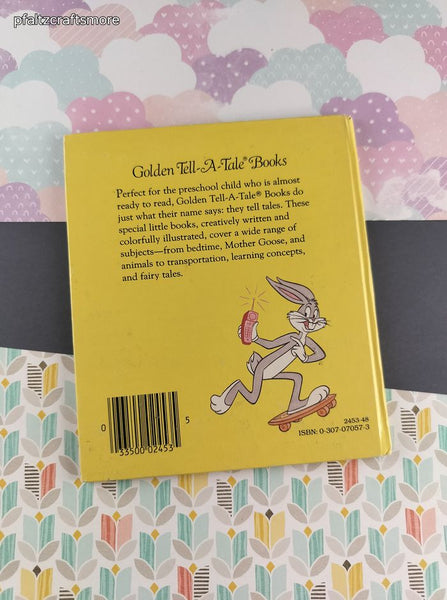 pfaltzcraftsmore
Golden Tell-A-Tale® Books
Perfect for the preschool child who is almost
ready to read, Golden Tell-A-Tale® Books do
just what their name says: they tell tales. These
special little books, creatively written and
colorfully illustrated, cover a wide range of
subjects—from bedtime, Mother Goose, and
animals to transportation, learning concepts,
and fairy tales.
0 33500 02453 5
2453-48
ISBN: 0-307-07057-3